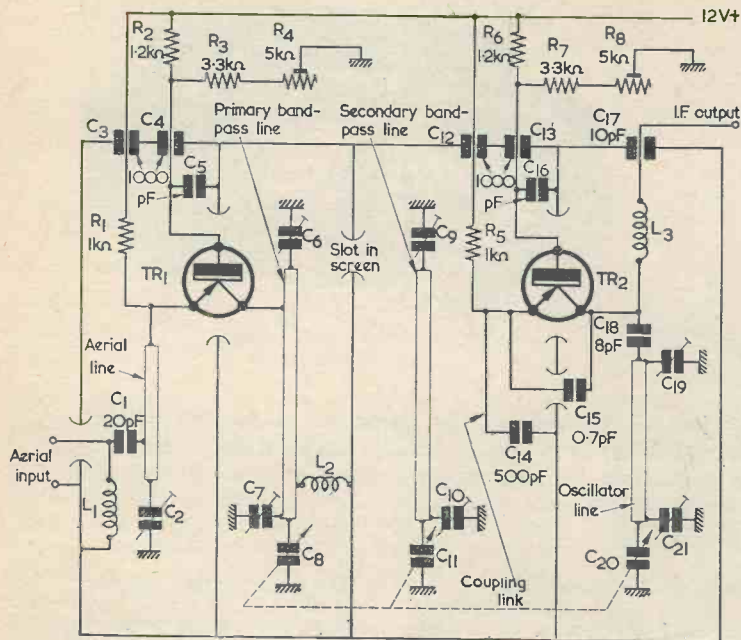 12V+
R2
1·2kΩ
R3
3·3kΩ
R4
5kΩ
R6
1·2kΩ
R7
3·3kΩ
R8
5kΩ
C3
C4
Primary band-
pass line
Secondary band-
pass line
C12
C13
C17
10pF
I.F. output
C5
1000
pF
C16
1000
pF
R1
1kΩ
C6
C9
R5
1kΩ
L3
TR1
Slot in
screen
TR2
Aerial
line
C18
8pF
C19
C1
20pF
C15
0·7pF
Aerial
input
L2
C14
500pF
L1
C2
C7
C10
Oscillator
line
C8
C11
Coupling
link
C20
C21